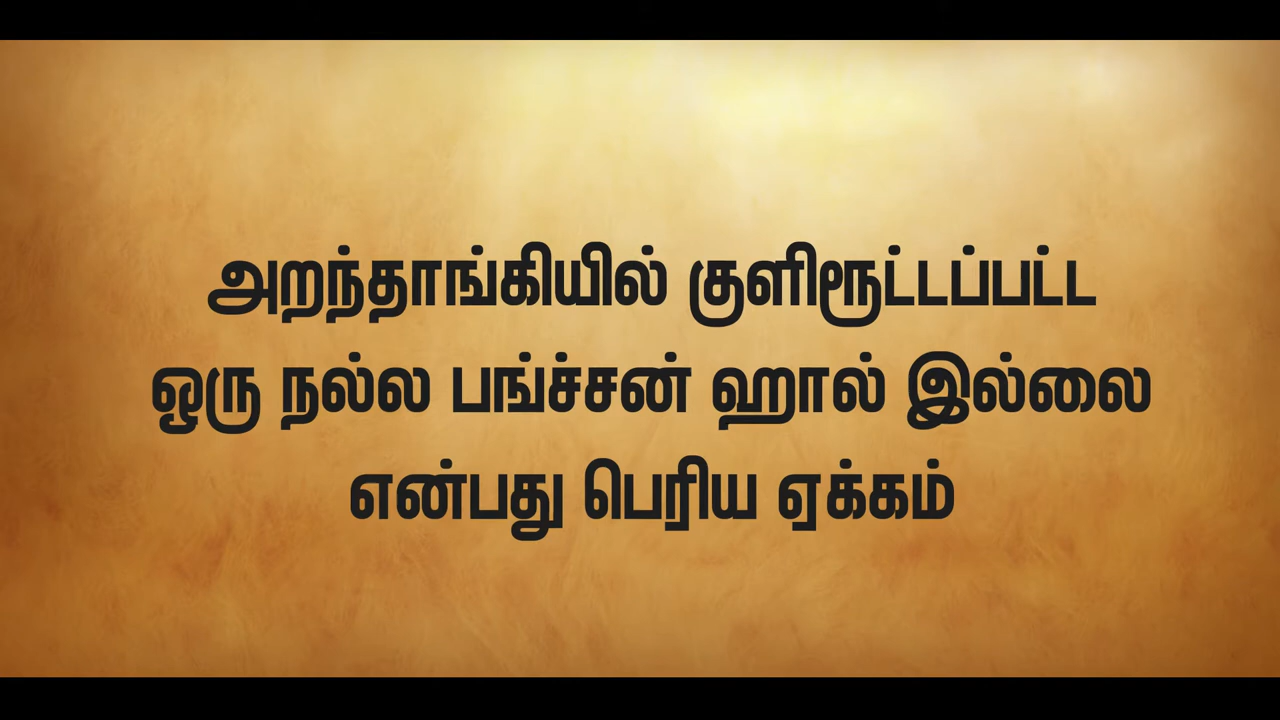 அறந்தாங்கியில் குளிரூட்டப்பட்ட
ஒரு நல்ல பங்ச்சன் ஹால் இல்லை
என்பது பெரிய ஏக்கம்